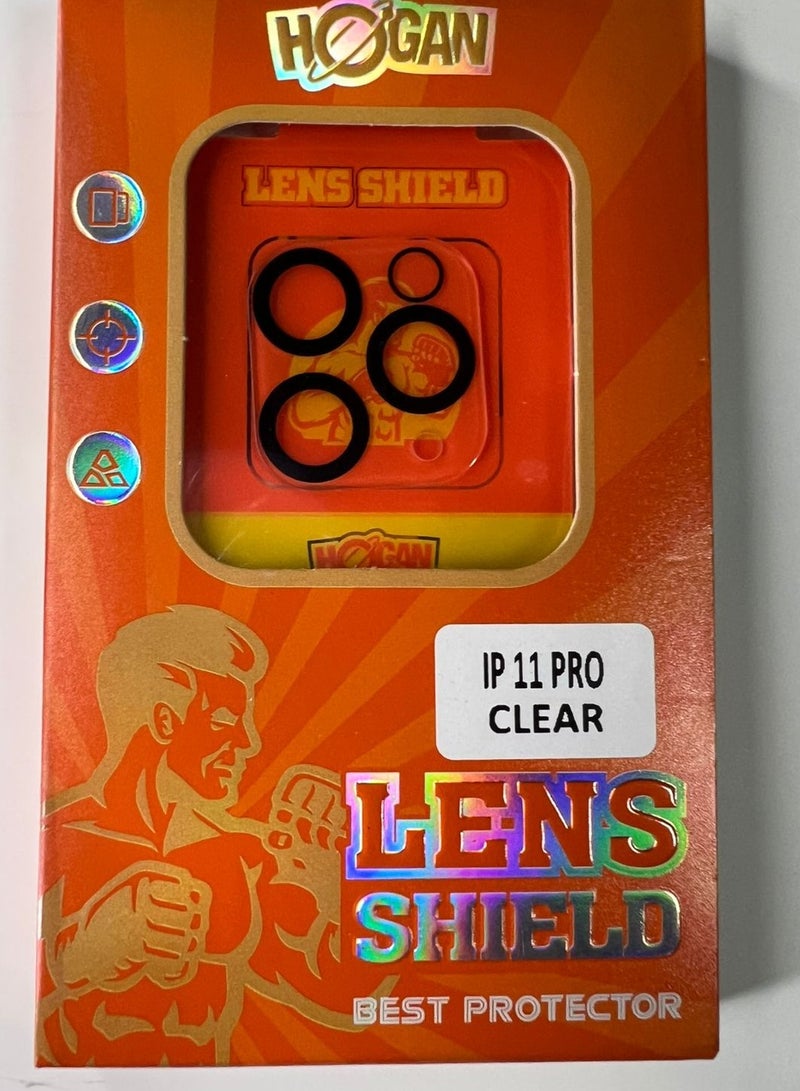 HOGAN
LENS SHIELD
HOGAN
IP 11 PRO
CLEAR
LENS
SHIELD
BEST PROTECTOR